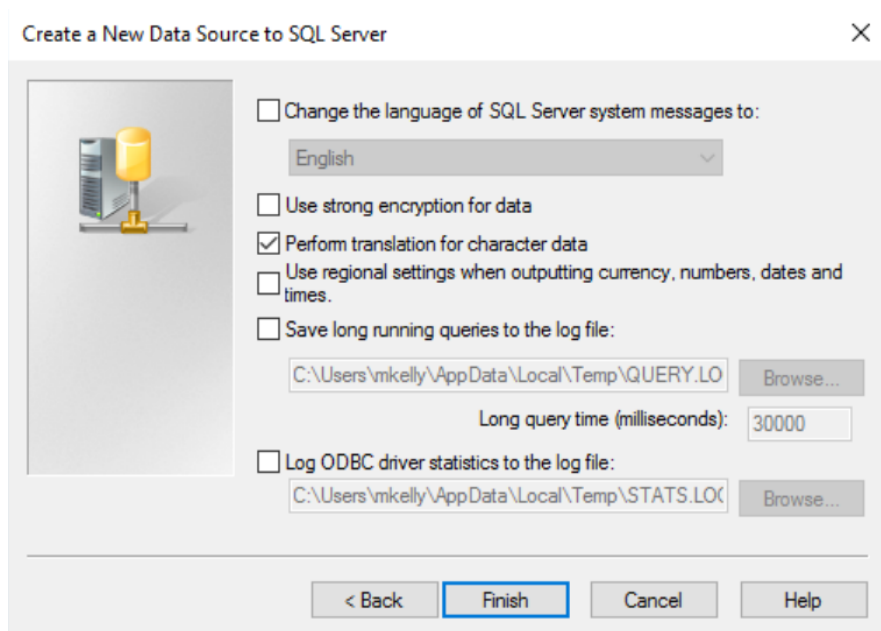 Create a New Data Source to SQL Server
Change the language of SQL Server system messages to:
English
Use strong encryption for data
Perform translation for character data
Use regional settings when outputting currency, numbers, dates and
times.
Save long running queries to the log file:
C:\Users\mkelly\AppData\Local\Temp\QUERY.LO Browse...
Long query time (milliseconds): 30000
Log ODBC driver statistics to the log file:
C:\Users\mkelly\AppData\Local\Temp\STATS.LO( Browse...
< Back Finish Cancel Help